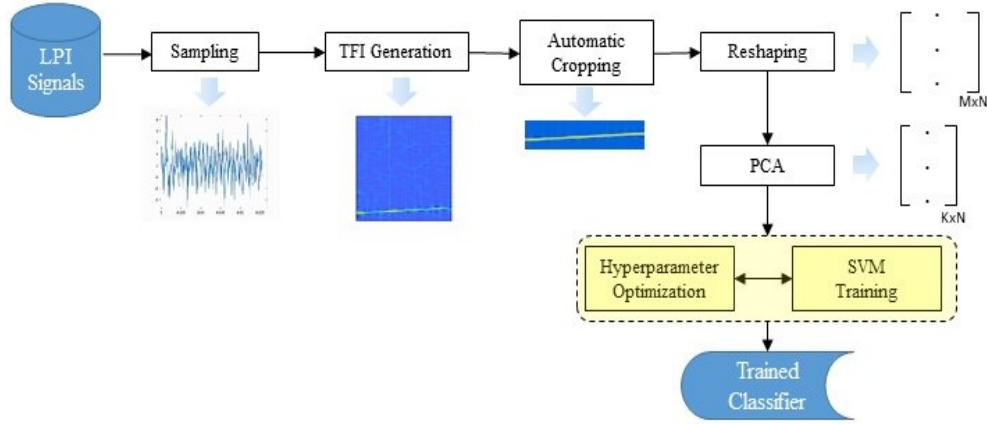 LPI
Signals
Sampling
TFI Generation
Automatic
Cropping
Reshaping
MxN
PCA
KxN
Hyperparameter
Optimization
SVM
Training
Trained
Classifier